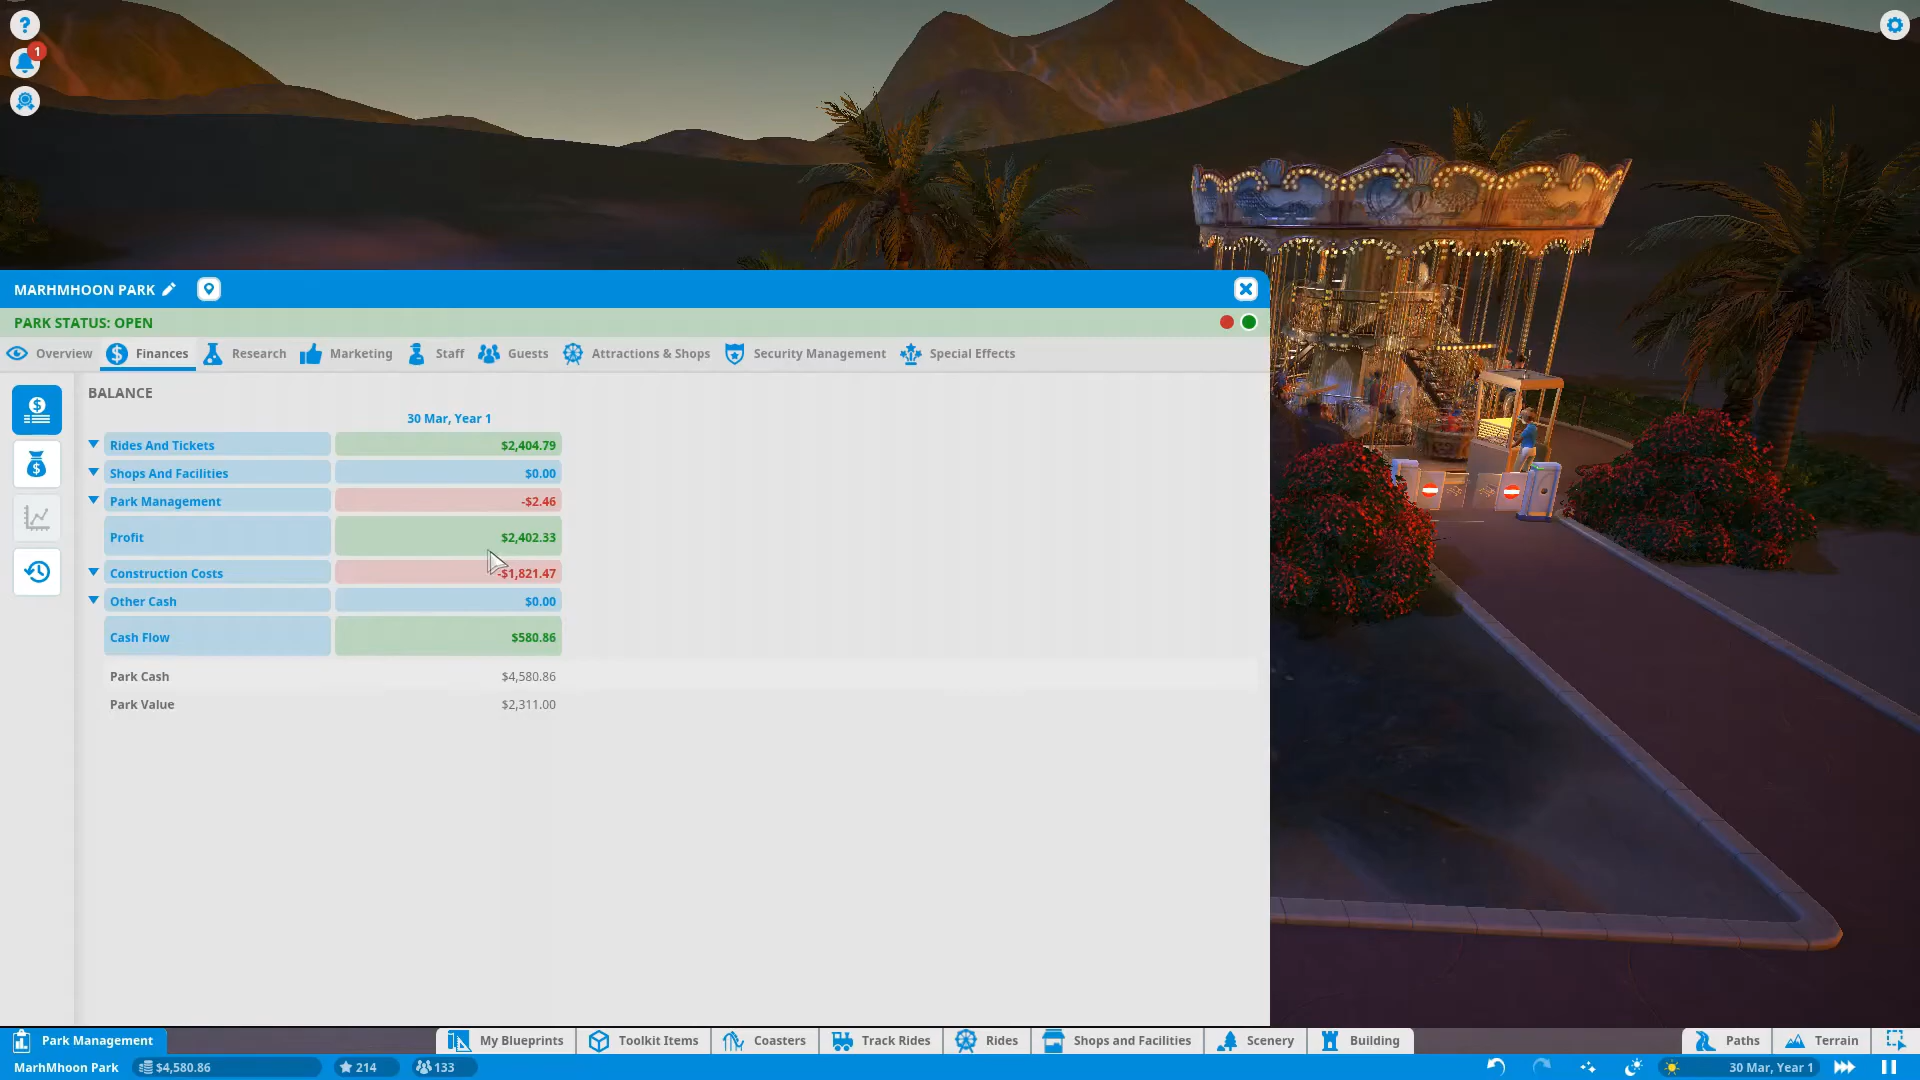 ?
1
MARHMHOON PARK
PARK STATUS: OPEN
Overview
Finances
Research
Marketing
Staff
Guests
Attractions & Shops
Security Management
Special Effects
BALANCE
30 Mar, Year 1
Rides And Tickets $2,404.79
Shops And Facilities $0.00
Park Management -$2.46
Profit $2,402.33
Construction Costs -$1,821.47
Other Cash $0.00
Cash Flow $580.86
Park Cash $4,580.86
Park Value $2,311.00
Park Management
My Blueprints
Toolkit Items
Coasters
Track Rides
Rides
Shops and Facilities
Scenery
Building
Paths
Terrain
MarhMhoon Park
$4,580.86
214
133
30 Mar, Year 1